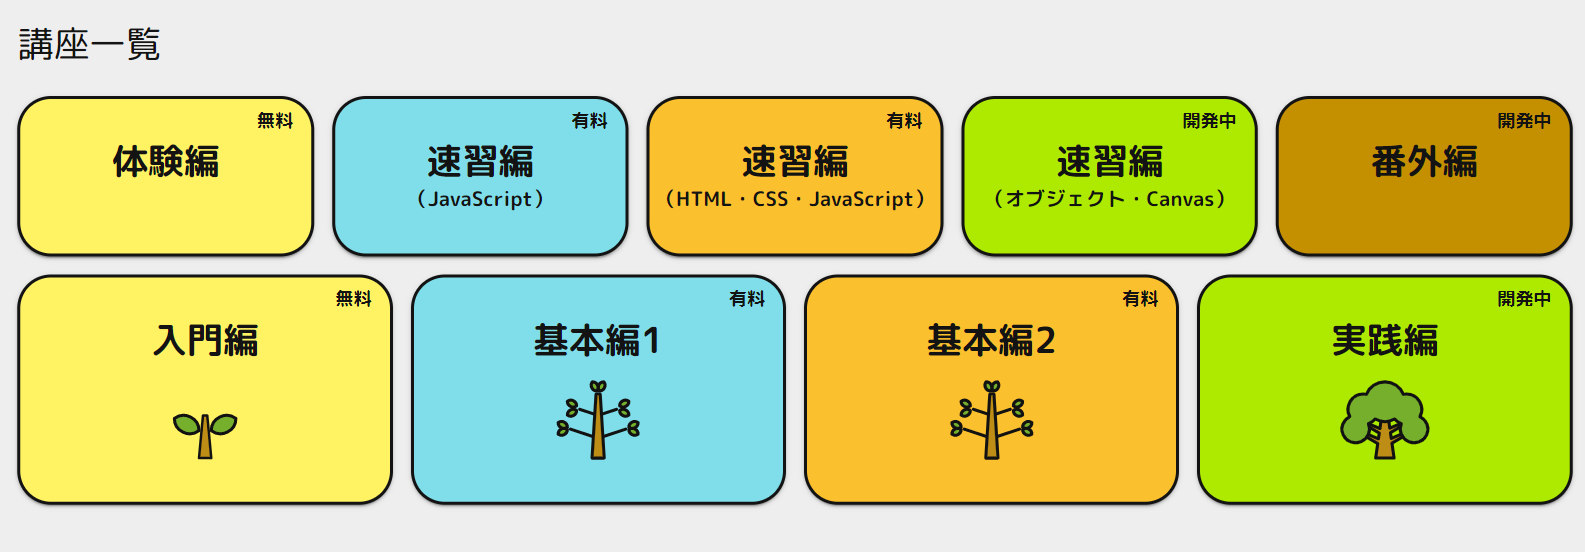 講座一覧
無料
体験編
有料
速習編
（JavaScript）
有料
速習編
（HTML・CSS・JavaScript）
開発中
速習編
（オブジェクト・Canvas）
開発中
番外編
無料
入門編
有料
基本編1
有料
基本編2
開発中
実践編